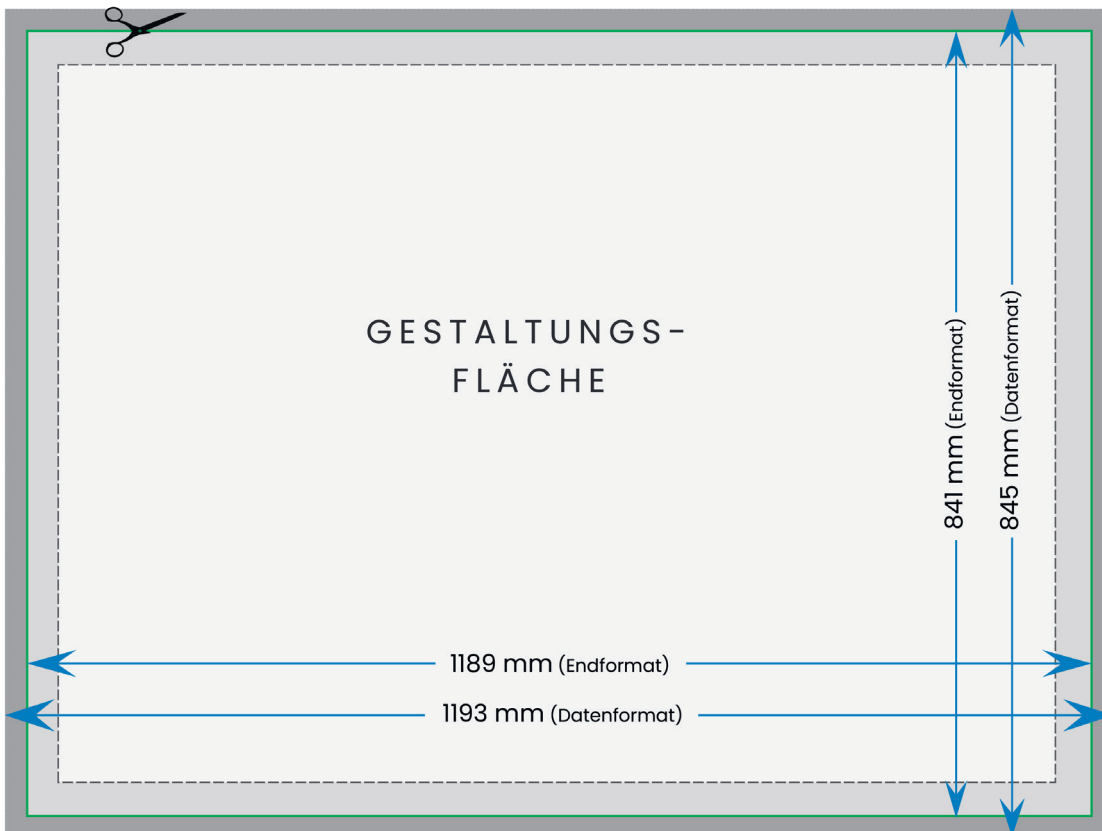 GESTALTUNGS-
FLÄCHE
841 mm (Endformat)
845 mm (Datenformat)
1189 mm (Endformat)
1193 mm (Datenformat)